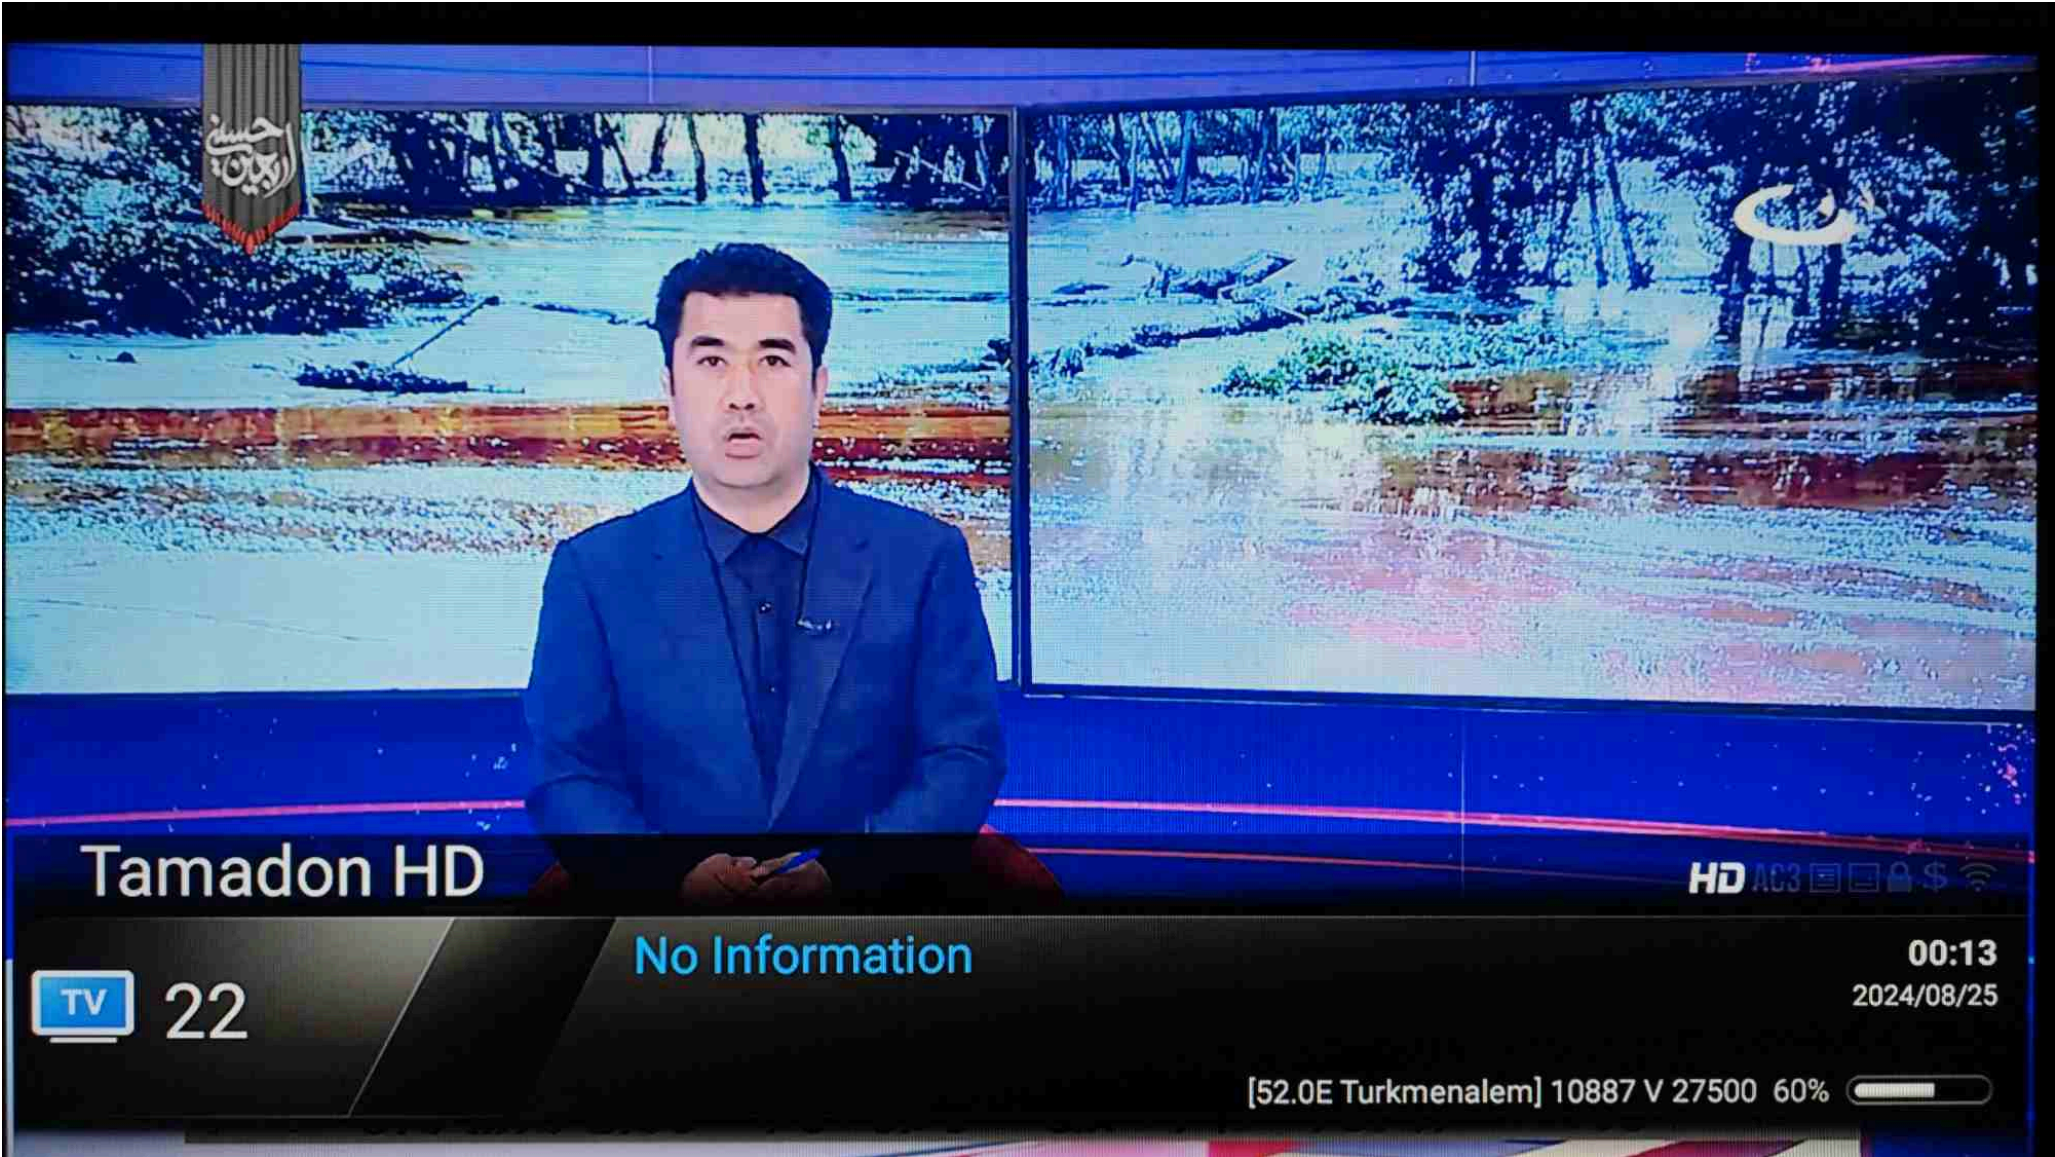 اربعین
حسینی
Tamadon HD
HD AC3 $
No Information
00:13
TV 22
2024/08/25
[52.0E Turkmenalem] 10887 V 27500 60%